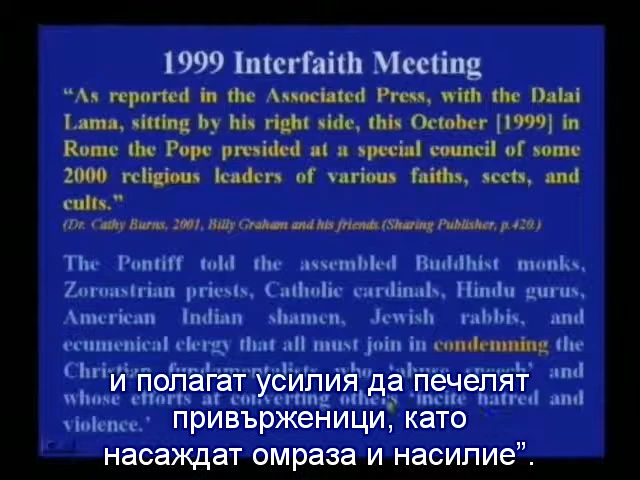 1999 Interfaith Meeting
“As reported in the Associated Press, with the Dalai
Lama, sitting by his right side, this October [1999] in
Rome the Pope presided at a special council of some
2000 religious leaders of various faiths, sects, and
cults.”
(Dr. Cathy Burns, 2001, Billy Graham and his friends.(Sharing Publisher, p.420.)
The Pontiff told the assembled Buddhist monks,
Zoroastrian priests, Catholic cardinals, Hindu gurus,
American Indian shamen, Jewish rabbis, and
ecumenical clergy that all must join in condemning the
Christian fundamentalists who ‘abuse speech’ and
whose efforts at converting others ‘incite hatred and
violence.’
и полагат усилия да печелят
привърженици, като
насаждат омраза и насилие”.